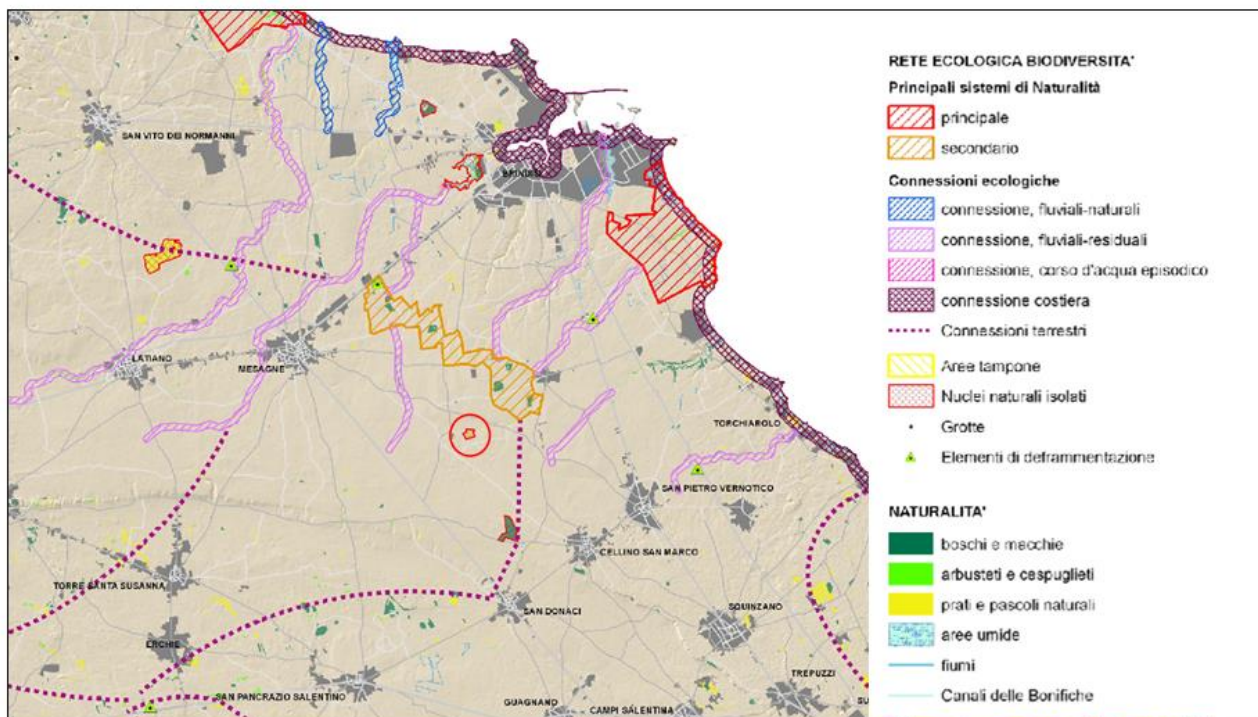 SAN VITO DEI NORMANNI
BRINDISI
LATIANO
MESAGNE
TORCHIAROLO
SAN PIETRO VERNOTICO
CELLINO SAN MARCO
TORRE SANTA SUSANNA
SAN DONACI
SQUINZANO
ERCHIE
SAN PANCRAZIO SALENTINO
TREPUZZI
GUAGNANO
CAMPI SALENTINA
SU
RETE ECOLOGICA BIODIVERSITA'
Principali sistemi di Naturalità
principale
secondario
Connessioni ecologiche
connessione, fluviali-naturali
connessione, fluviali-residuali
connessione, corso d'acqua episodico
connessione costiera
Connessioni terrestri
Aree tampone
Nuclei naturali isolati
Grotte
Elementi di deframmentazione
NATURALITA'
boschi e macchie
arbusteti e cespuglieti
prati e pascoli naturali
aree umide
fiumi
Canali delle Bonifiche